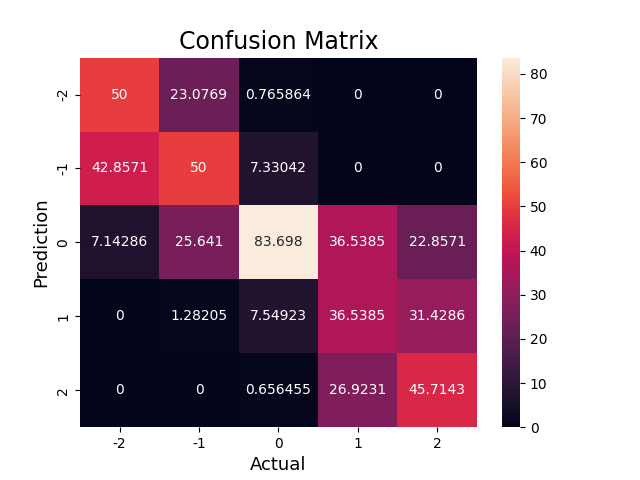 Confusion Matrix
-2 50 23.0769 0.765864 0 0
-1 42.8571 50 7.33042 0 0
0 7.14286 25.641 83.698 36.5385 22.8571
1 0 1.28205 7.54923 36.5385 31.4286
2 0 0 0.656455 26.9231 45.7143
-2 -1 0 1 2
Actual
Prediction
80
70
60
50
40
30
20
10
0